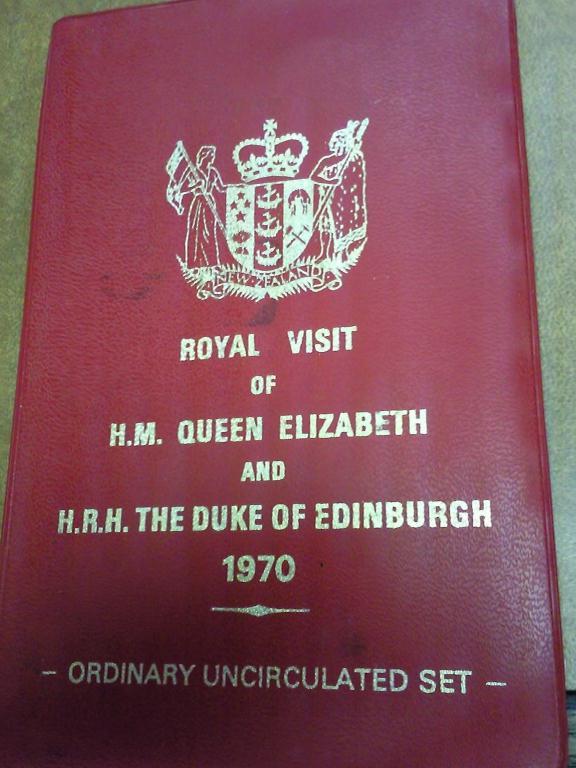 NEW ZEALAND
ROYAL VISIT
OF
H.M. QUEEN ELIZABETH
AND
H.R.H. THE DUKE OF EDINBURGH
1970
- ORDINARY UNCIRCULATED SET -